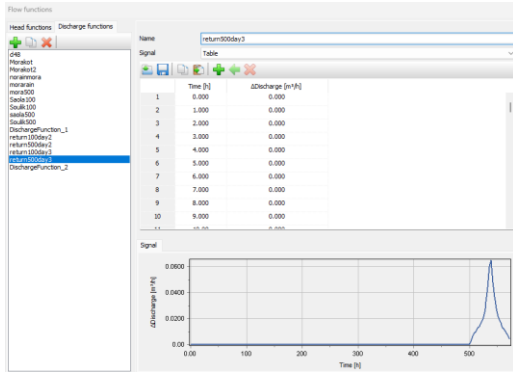 Flow functions
Head functions Discharge functions
d48
Morakot
Morakot2
norainmora
morarain
mora500
Saola100
Soulik100
saola500
Soulik500
DischargeFunction_1
return100day2
return500day2
return100day3
return500day3
DischargeFunction_2
Name return500day3
Signal Table
Time [h] ΔDischarge [m³/h]
1 0.000 0.000
2 1.000 0.000
3 2.000 0.000
4 3.000 0.000
5 4.000 0.000
6 5.000 0.000
7 6.000 0.000
8 7.000 0.000
9 8.000 0.000
10 9.000 0.000
11 10.00 0.000
Signal
ΔDischarge [m³/h]
0.0600
0.0400
0.0200
0.00
0.00 100 200 300 400 500
Time [h]